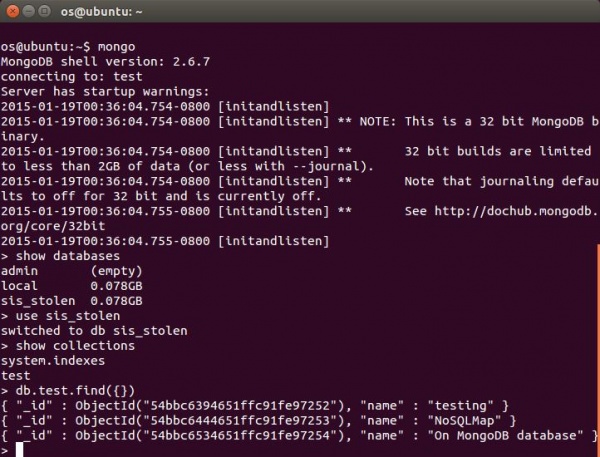 os@ubuntu: ~
os@ubuntu:~$ mongo
MongoDB shell version: 2.6.7
connecting to: test
Server has startup warnings:
2015-01-19T00:36:04.754-0800 [initandlisten]
2015-01-19T00:36:04.754-0800 [initandlisten] ** NOTE: This is a 32 bit MongoDB b
inary.
2015-01-19T00:36:04.754-0800 [initandlisten] **       32 bit builds are limited
to less than 2GB of data (or less with --journal).
2015-01-19T00:36:04.754-0800 [initandlisten] **       Note that journaling defau
lts to off for 32 bit and is currently off.
2015-01-19T00:36:04.755-0800 [initandlisten] **       See http://dochub.mongodb.
org/core/32bit
2015-01-19T00:36:04.755-0800 [initandlisten]
> show databases
admin       (empty)
local       0.078GB
sis_stolen  0.078GB
> use sis_stolen
switched to db sis_stolen
> show collections
system.indexes
test
> db.test.find({})
{ "_id" : ObjectId("54bbc6394651ffc91fe97252"), "name" : "testing" }
{ "_id" : ObjectId("54bbc6444651ffc91fe97253"), "name" : "NoSQLMap" }
{ "_id" : ObjectId("54bbc6534651ffc91fe97254"), "name" : "On MongoDB database" }
>